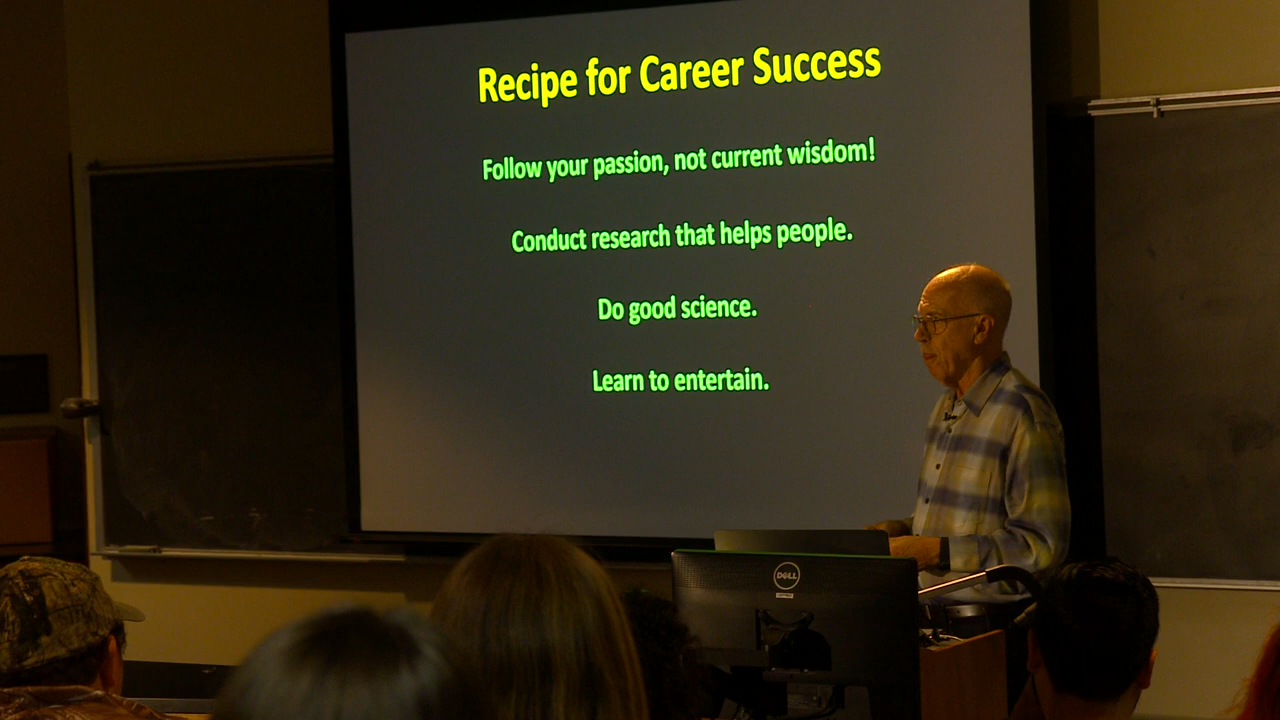 Recipe for Career Success
Follow your passion, not current wisdom!
Conduct research that helps people.
Do good science.
Learn to entertain.
DELL